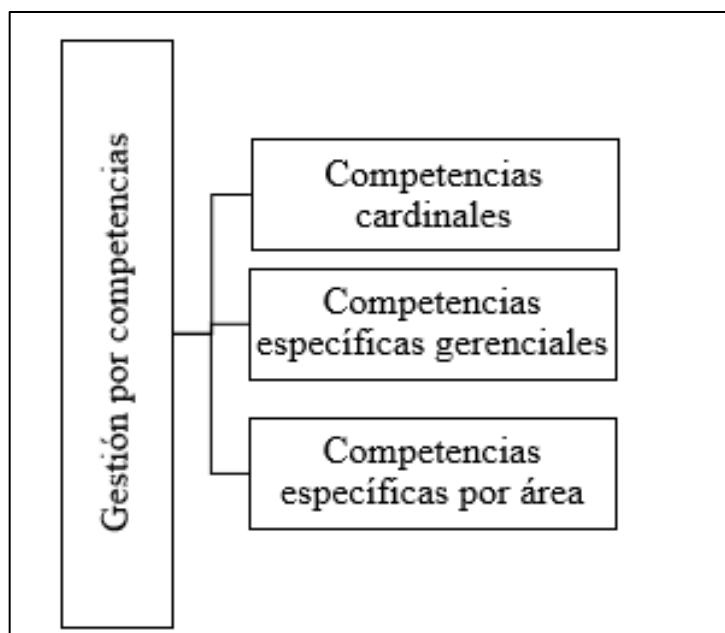 Gestión por competencias
Competencias
cardinales
Competencias
específicas gerenciales
Competencias
específicas por área